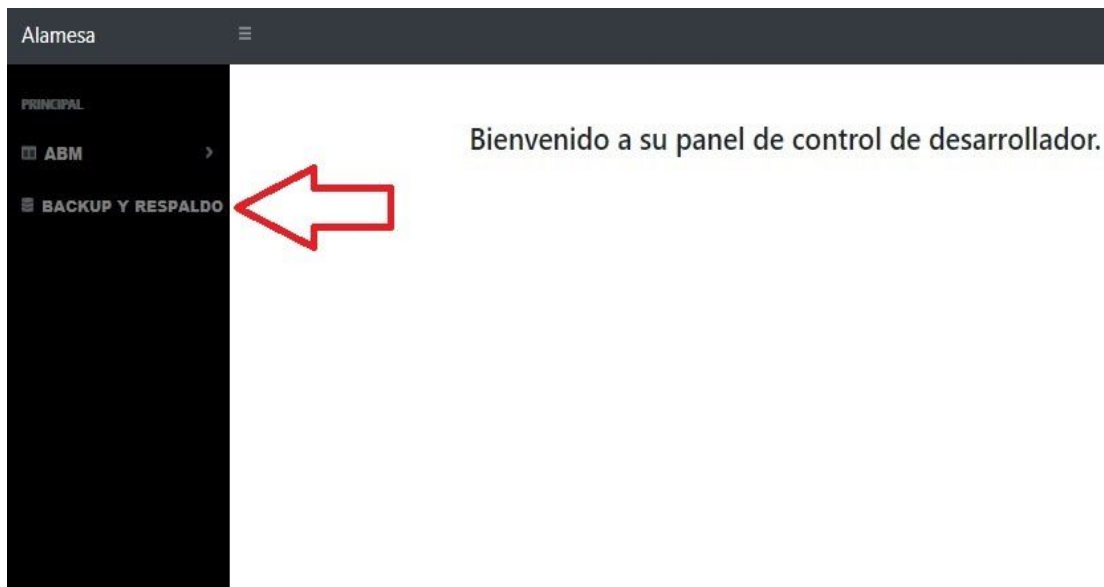 Alamesa
PRINCIPAL
ABM
BACKUP Y RESPALDO
Bienvenido a su panel de control de desarrollador.